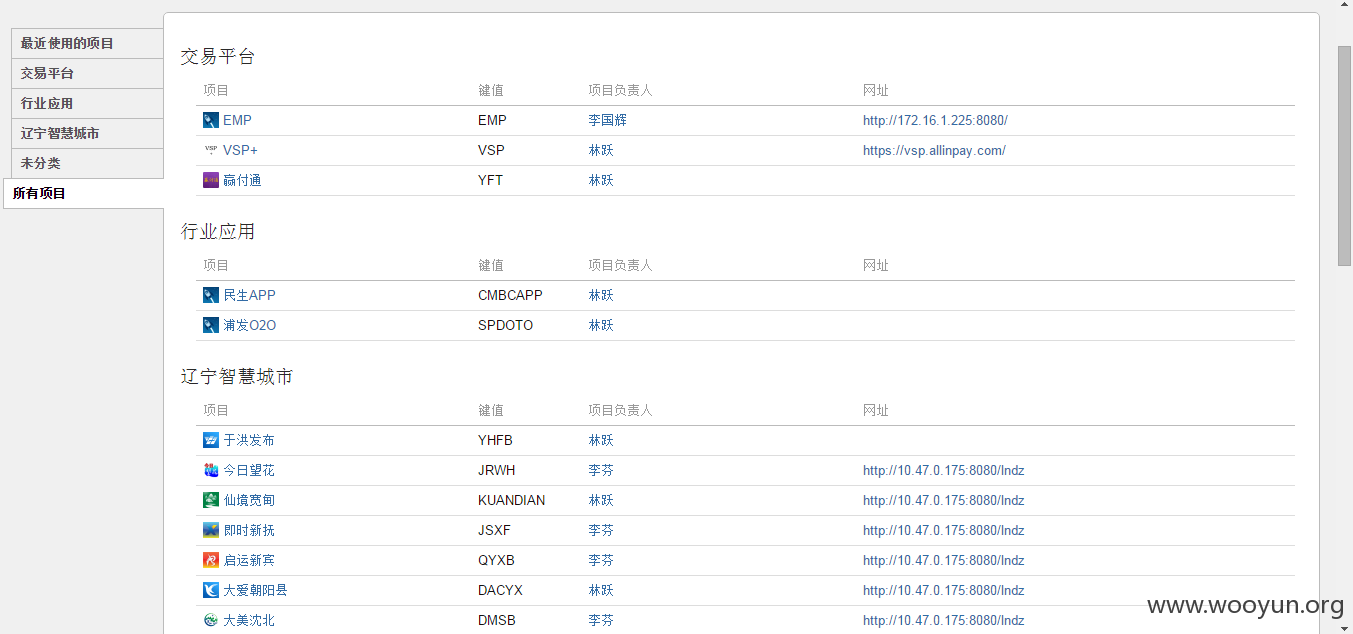 最近使用的项目
交易平台
行业应用
辽宁智慧城市
未分类
所有项目
交易平台
项目 键值 项目负责人 网址
EMP EMP 李国辉 http://172.16.1.225:8080/
VSP+ VSP 林跃 https://vsp.allinpay.com/
赢付通 YFT 林跃
行业应用
项目 键值 项目负责人 网址
民生APP CMBCAPP 林跃
浦发O2O SPDOTO 林跃
辽宁智慧城市
项目 键值 项目负责人 网址
于洪发布 YHFB 林跃
今日望花 JRWH 李芬 http://10.47.0.175:8080/lndz
仙境宽甸 KUANDIAN 林跃 http://10.47.0.175:8080/lndz
即时新抚 JSXF 李芬 http://10.47.0.175:8080/lndz
启运新宾 QYXB 李芬 http://10.47.0.175:8080/lndz
大爱朝阳县 DACYX 林跃 http://10.47.0.175:8080/lndz
大美沈北 DMSB 李芬 http://10.47.0.175:8080/lndz
www.wooyun.org